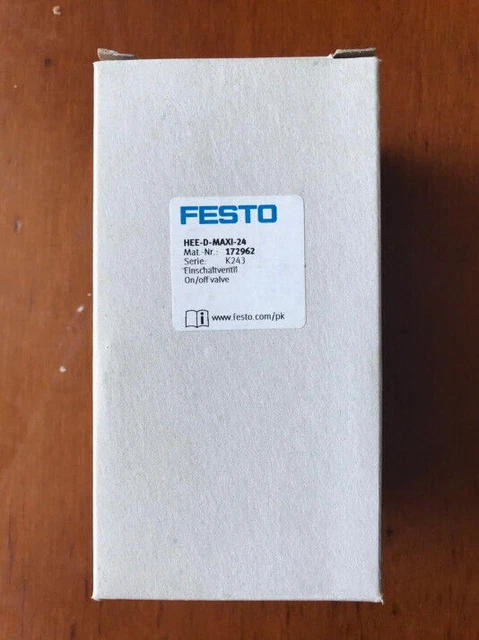 FESTO
HEE-D-MAXI-24
Mat.-Nr.: 172962
Serie: K243
Einschaltventil
On/off valve
www.festo.com/pk